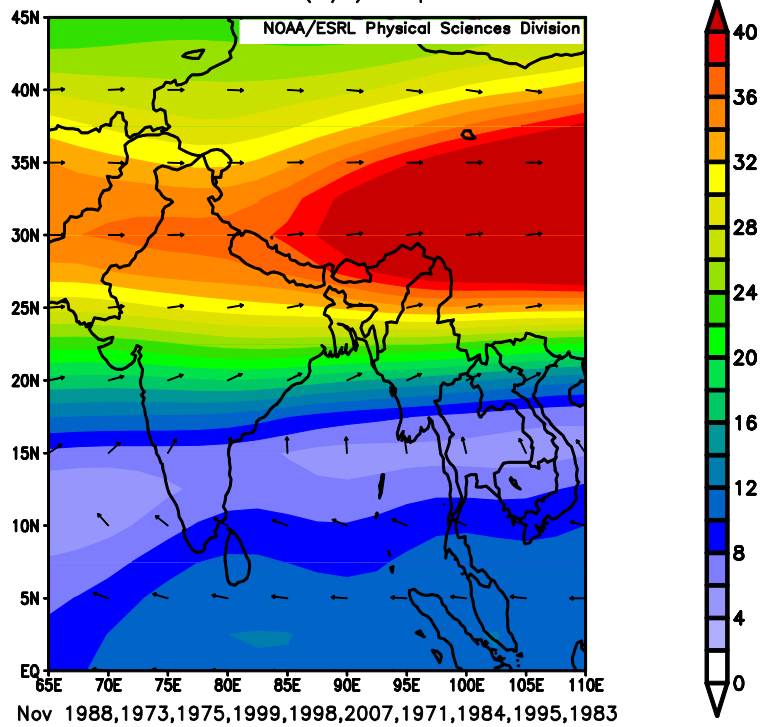 NOAA/ESRL Physical Sciences Division
45N
40N
35N
30N
25N
20N
15N
10N
5N
EQ
65E 70E 75E 80E 85E 90E 95E 100E 105E 110E
40
36
32
28
24
20
16
12
8
4
0
Nov 1988,1973,1975,1999,1998,2007,1971,1984,1995,1983